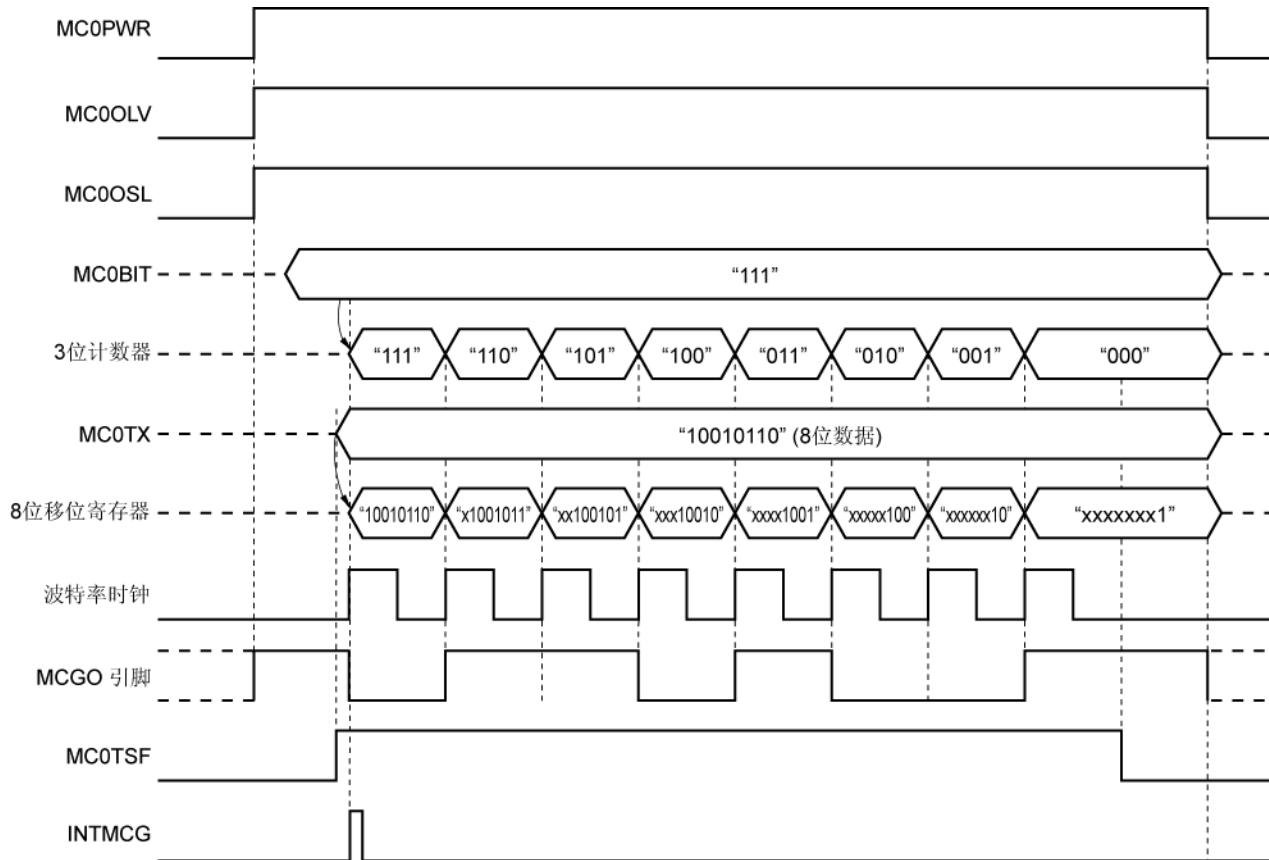 MC0PWR
MC0OLV
MC0OSL
MC0BIT
“111”
3位计数器
“111” “110” “101” “100” “011” “010” “001” “000”
MC0TX
“10010110” (8位数据)
8位移位寄存器
“10010110” “x1001011” “xx100101” “xxx10010” “xxxx1001” “xxxxx100” “xxxxxx10” “xxxxxxx1”
波特率时钟
MCGO 引脚
MC0TSF
INTMCG